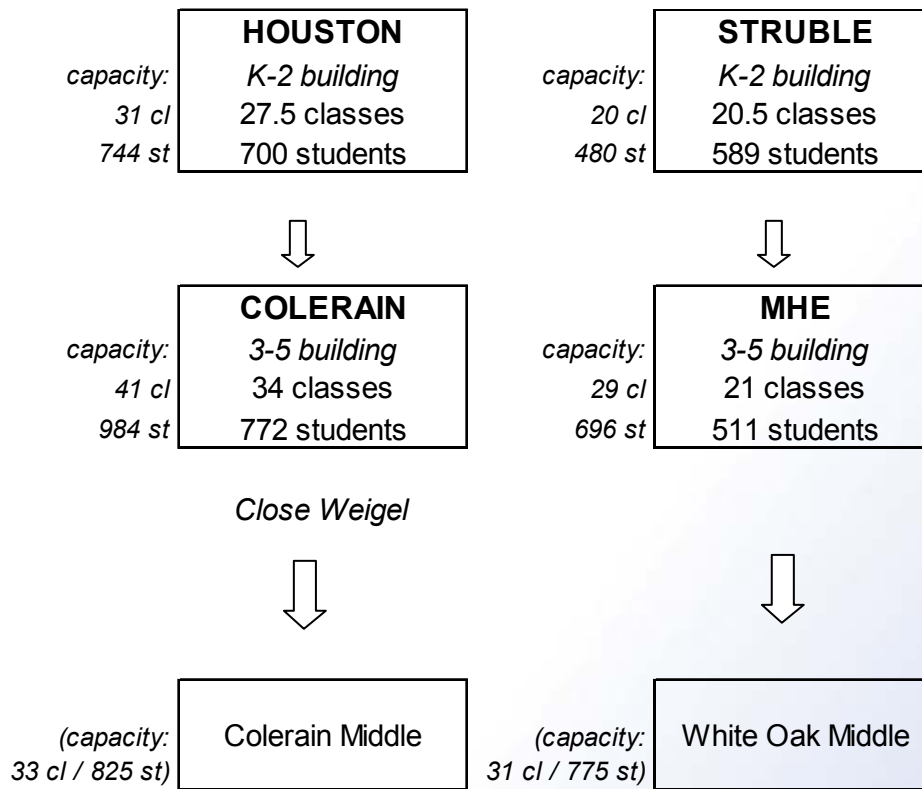 HOUSTON
capacity:
K-2 building
31 cl
27.5 classes
744 st
700 students
STRUBLE
capacity:
K-2 building
20 cl
20.5 classes
480 st
589 students
COLERAIN
capacity:
3-5 building
41 cl
34 classes
984 st
772 students
MHE
capacity:
3-5 building
29 cl
21 classes
696 st
511 students
Close Weigel
Colerain Middle
(capacity:
33 cl / 825 st)
White Oak Middle
(capacity:
31 cl / 775 st)